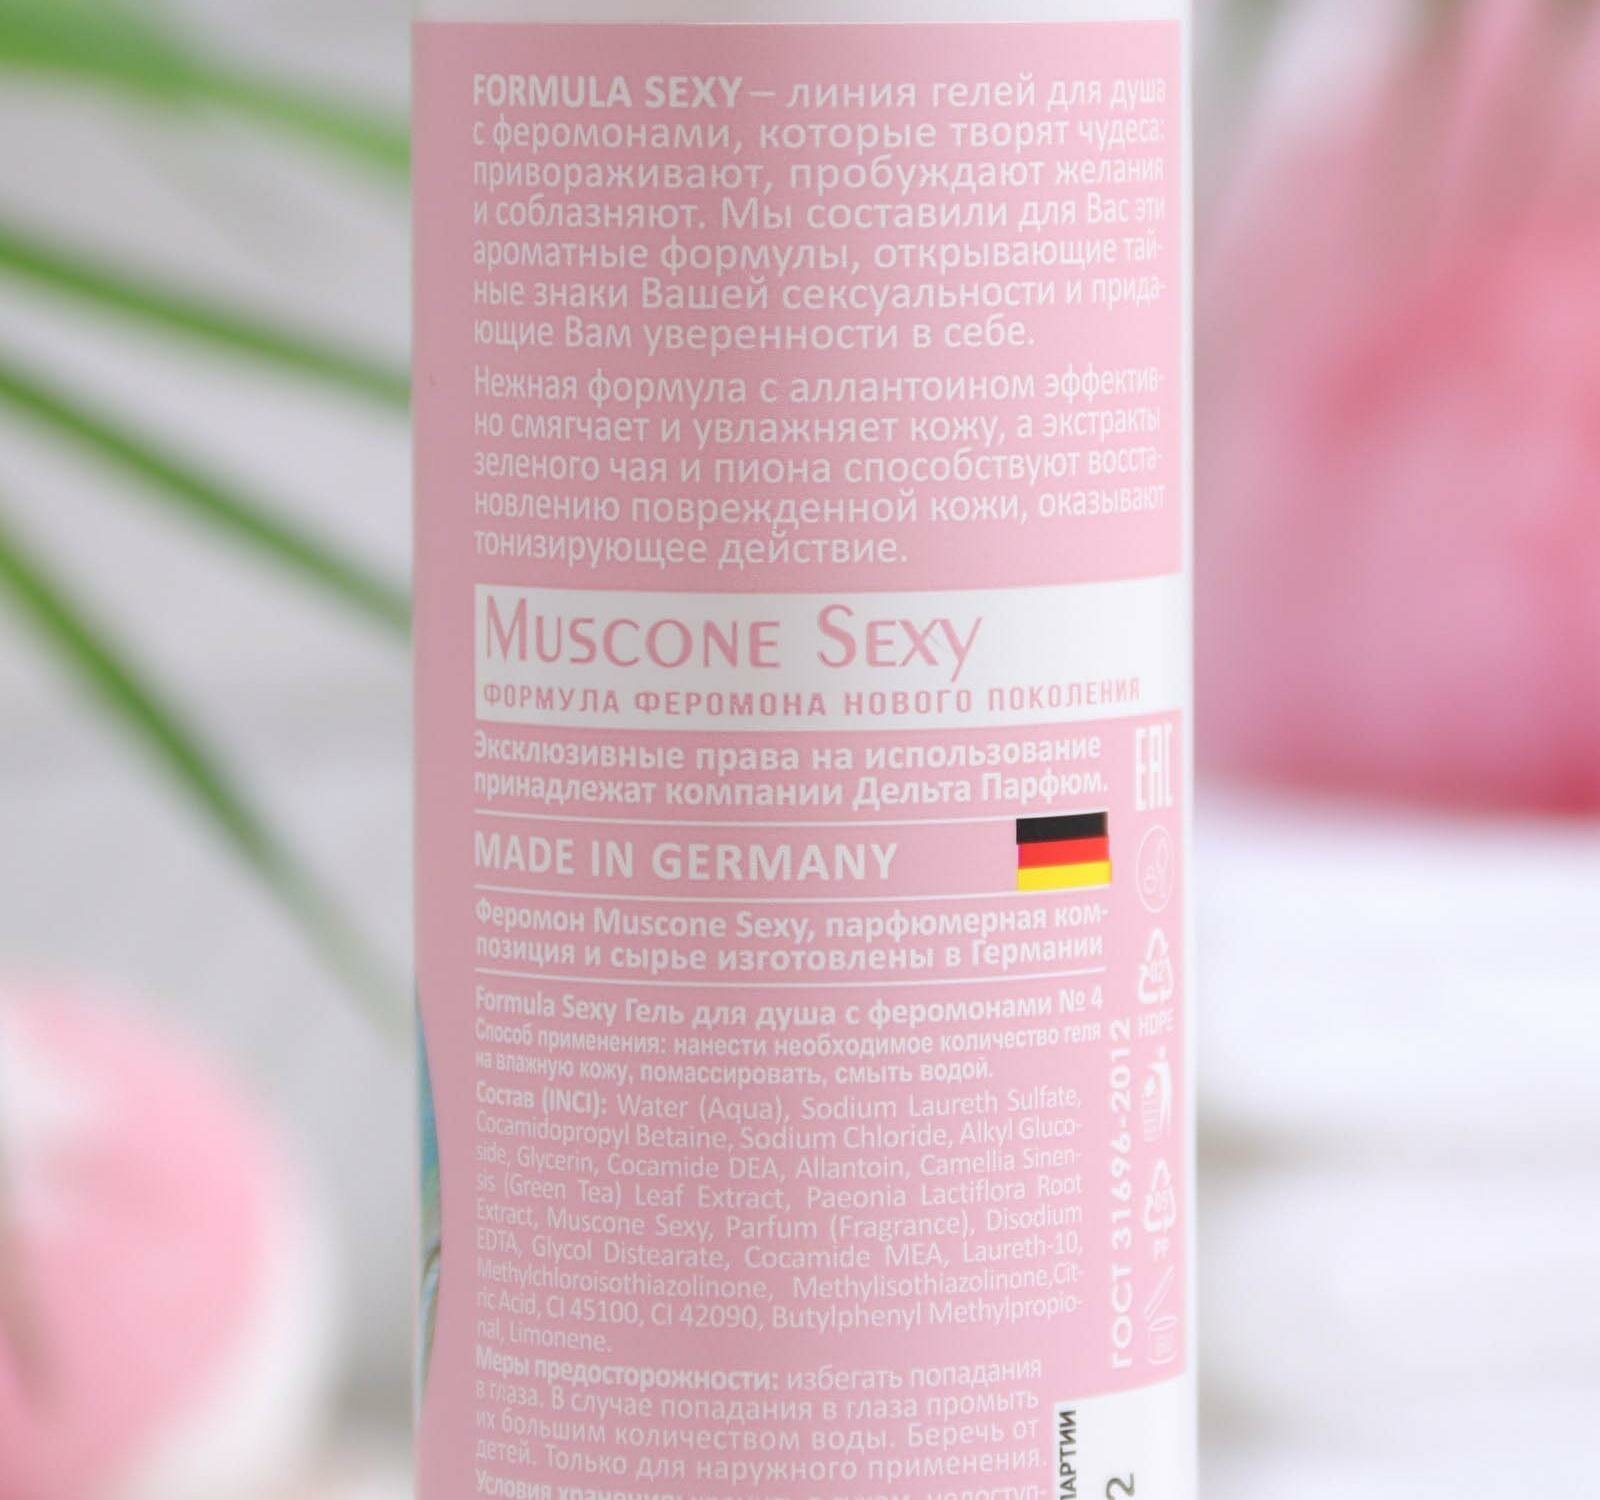 FORMULA SEXY – линия гелей для душа
с феромонами, которые творят чудеса:
привораживают, пробуждают желания
и соблазняют. Мы составили для Вас эти
ароматные формулы, открывающие тай-
ные знаки Вашей сексуальности и прида-
ющие Вам уверенности в себе.
Нежная формула с аллантоином эффектив-
но смягчает и увлажняет кожу, а экстракты
зеленого чая и пиона способствуют восста-
новлению поврежденной кожи, оказывают
тонизирующее действие.
MUSCONE SEXY
ФОРМУЛА ФЕРОМОНА НОВОГО ПОКОЛЕНИЯ
Эксклюзивные права на использование
принадлежат компании Дельта Парфюм.
EAC
MADE IN GERMANY
Феромон Muscone Sexy, парфюмерная ком-
позиция и сырье изготовлены в Германии
Formula Sexy Гель для душа с феромонами № 4
Способ применения: нанести необходимое количество геля
на влажную кожу, помассировать, смыть водой.
Состав (INCI): Water (Aqua), Sodium Laureth Sulfate,
Cocamidopropyl Betaine, Sodium Chloride, Alkyl Gluco-
side, Glycerin, Cocamide DEA, Allantoin, Camellia Sinen-
sis (Green Tea) Leaf Extract, Paeonia Lactiflora Root
Extract, Muscone Sexy, Parfum (Fragrance), Disodium
EDTA, Glycol Distearate, Cocamide MEA, Laureth-10,
Methylchloroisothiazolinone, Methylisothiazolinone,Cit-
ric Acid, CI 45100, CI 42090, Butylphenyl Methylpropio-
nal, Limonene.
Меры предосторожности: избегать попадания
в глаза. В случае попадания в глаза промыть
их большим количеством воды. Беречь от
детей. Только для наружного применения.
Условия хранения:
02
HDPE
05
PP
ГОСТ 31696-2012
ПАРТИИ
2